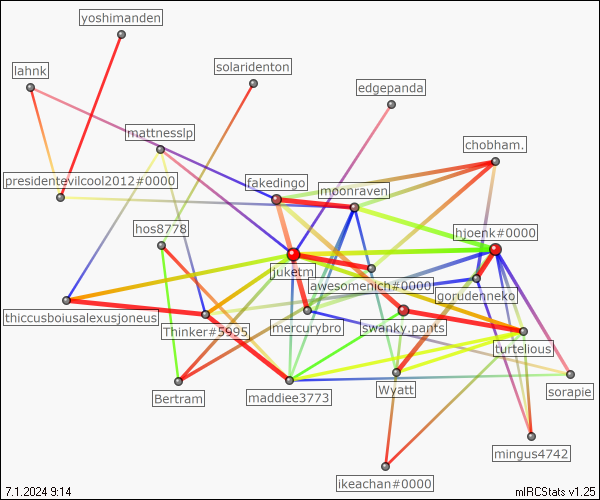 yoshimanden
lahnk
solaridenton
edgepanda
mattnesslp
chobham.
presidentevilcool2012#0000
fakedingo
moonraven
hos8778
hjoenk#0000
juketm
awesomenich#0000
gorudenneko
thiccusboiusalexusjoneus
Thinker#5995
mercurybro
swanky.pants
turtelious
Bertram
maddiee3773
Wyatt
sorapie
mingus4742
ikeachan#0000
7.1.2024 9:14
mIRCStats v1.25